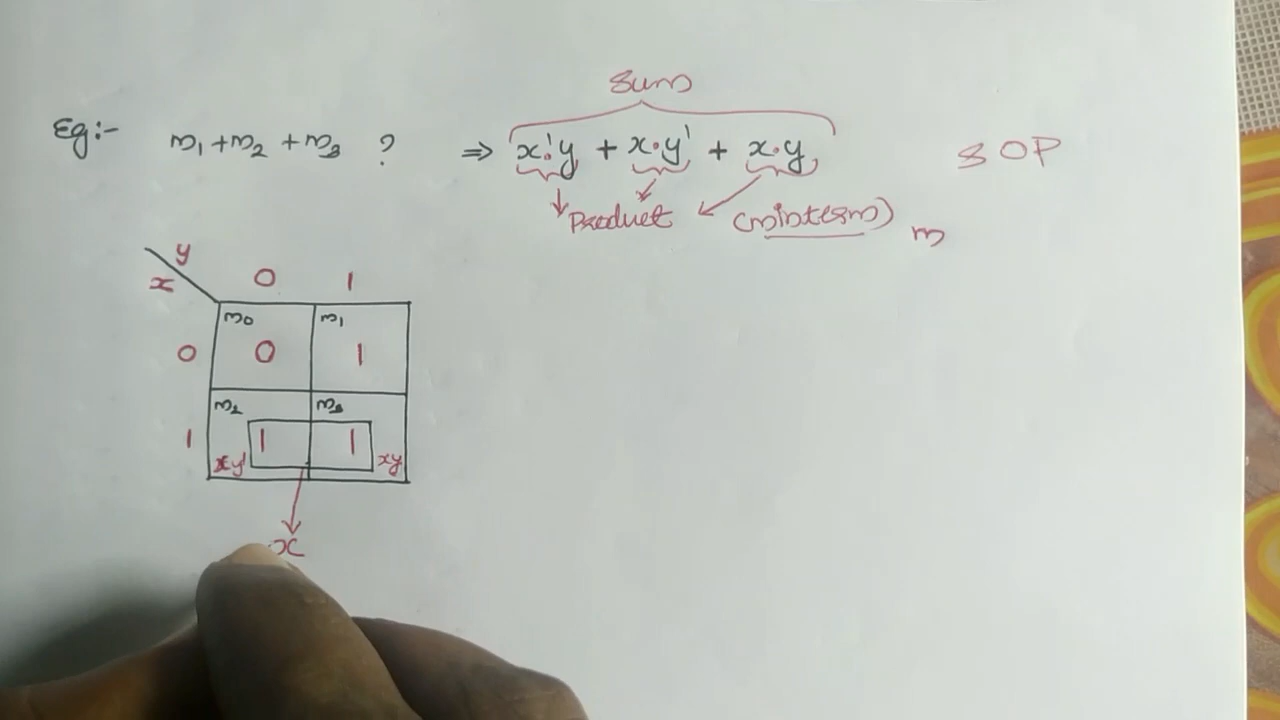 Sum
Eg:- m₁ + m₂ + m₃ ? ⇒ x'.y + x.y' + x.y SOP
Product (minterm) m
y
x 0 1
m₀ m₁
0 0 1
m₂ m₃
1 1 1
xy' xy
x